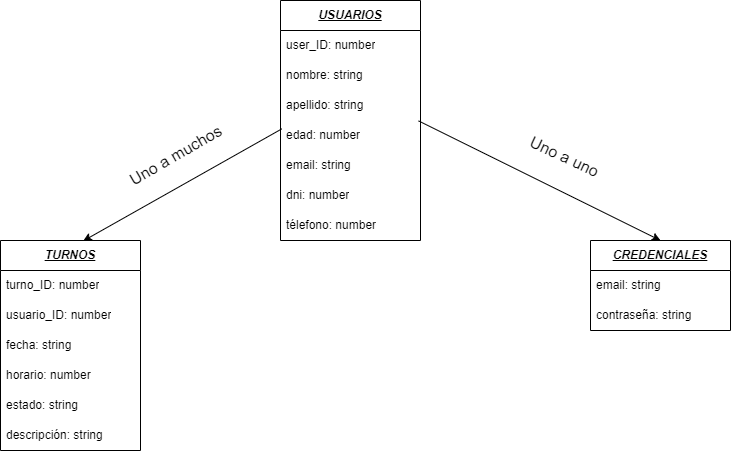 USUARIOS
user_ID: number
nombre: string
apellido: string
edad: number
email: string
dni: number
télefono: number
Uno a muchos
Uno a uno
TURNOS
turno_ID: number
usuario_ID: number
fecha: string
horario: number
estado: string
descripción: string
CREDENCIALES
email: string
contraseña: string